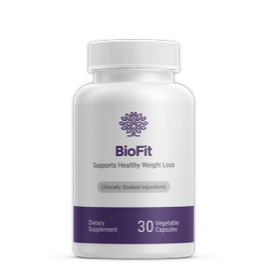 BioFit
Supports Healthy Weight Loss
Clinically Studied Ingredients
Dietary
Supplement
30 Vegetable
Capsules